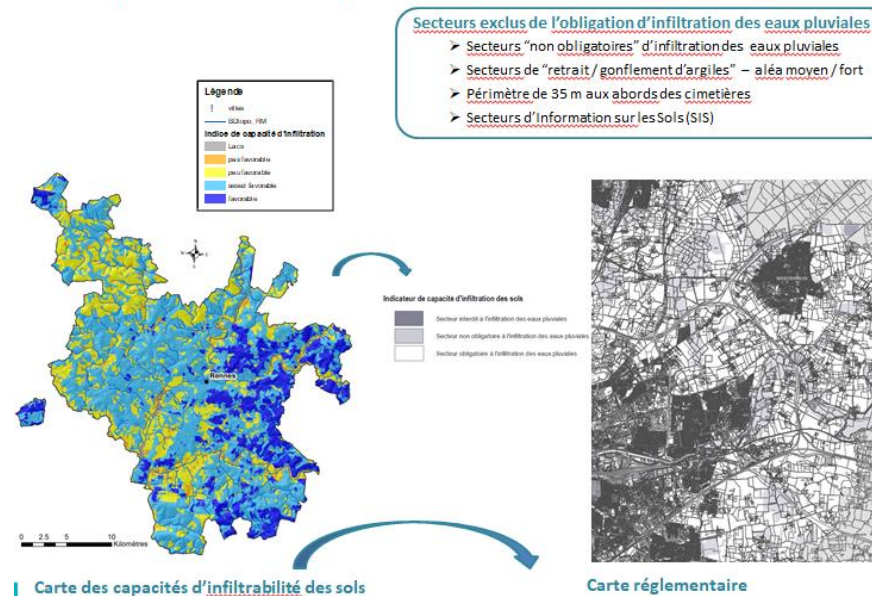 Secteurs exclus de l'obligation d'infiltration des eaux pluviales
➢ Secteurs "non obligatoires" d'infiltration des eaux pluviales
➢ Secteurs de "retrait / gonflement d'argiles" – aléa moyen / fort
➢ Périmètre de 35 m aux abords des cimetières
➢ Secteurs d'Information sur les Sols (SIS)
Légende
villes
BDtopo_RM
Indice de capacité d'infiltration
Lacs
pas favorable
peu favorable
assez favorable
favorable
Rennes
0 2.5 5 10
Kilomètres
Indicateur de capacité d'infiltration des sols
Secteur interdit à l'infiltration des eaux pluviales
Secteur non obligatoire à l'infiltration des eaux pluviales
Secteur obligatoire à l'infiltration des eaux pluviales
Carte des capacités d'infiltrabilité des sols
Carte réglementaire